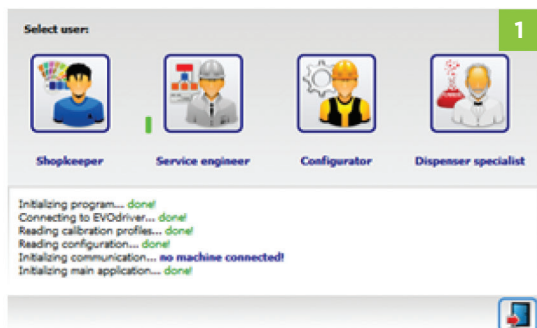 Select user:
1
Shopkeeper Service engineer Configurator Dispenser specialist
Initializing program... done!
Connecting to EVOdriver... done!
Reading calibration profiles... done!
Reading configuration... done!
Initializing communication... no machine connected!
Initializing main application... done!